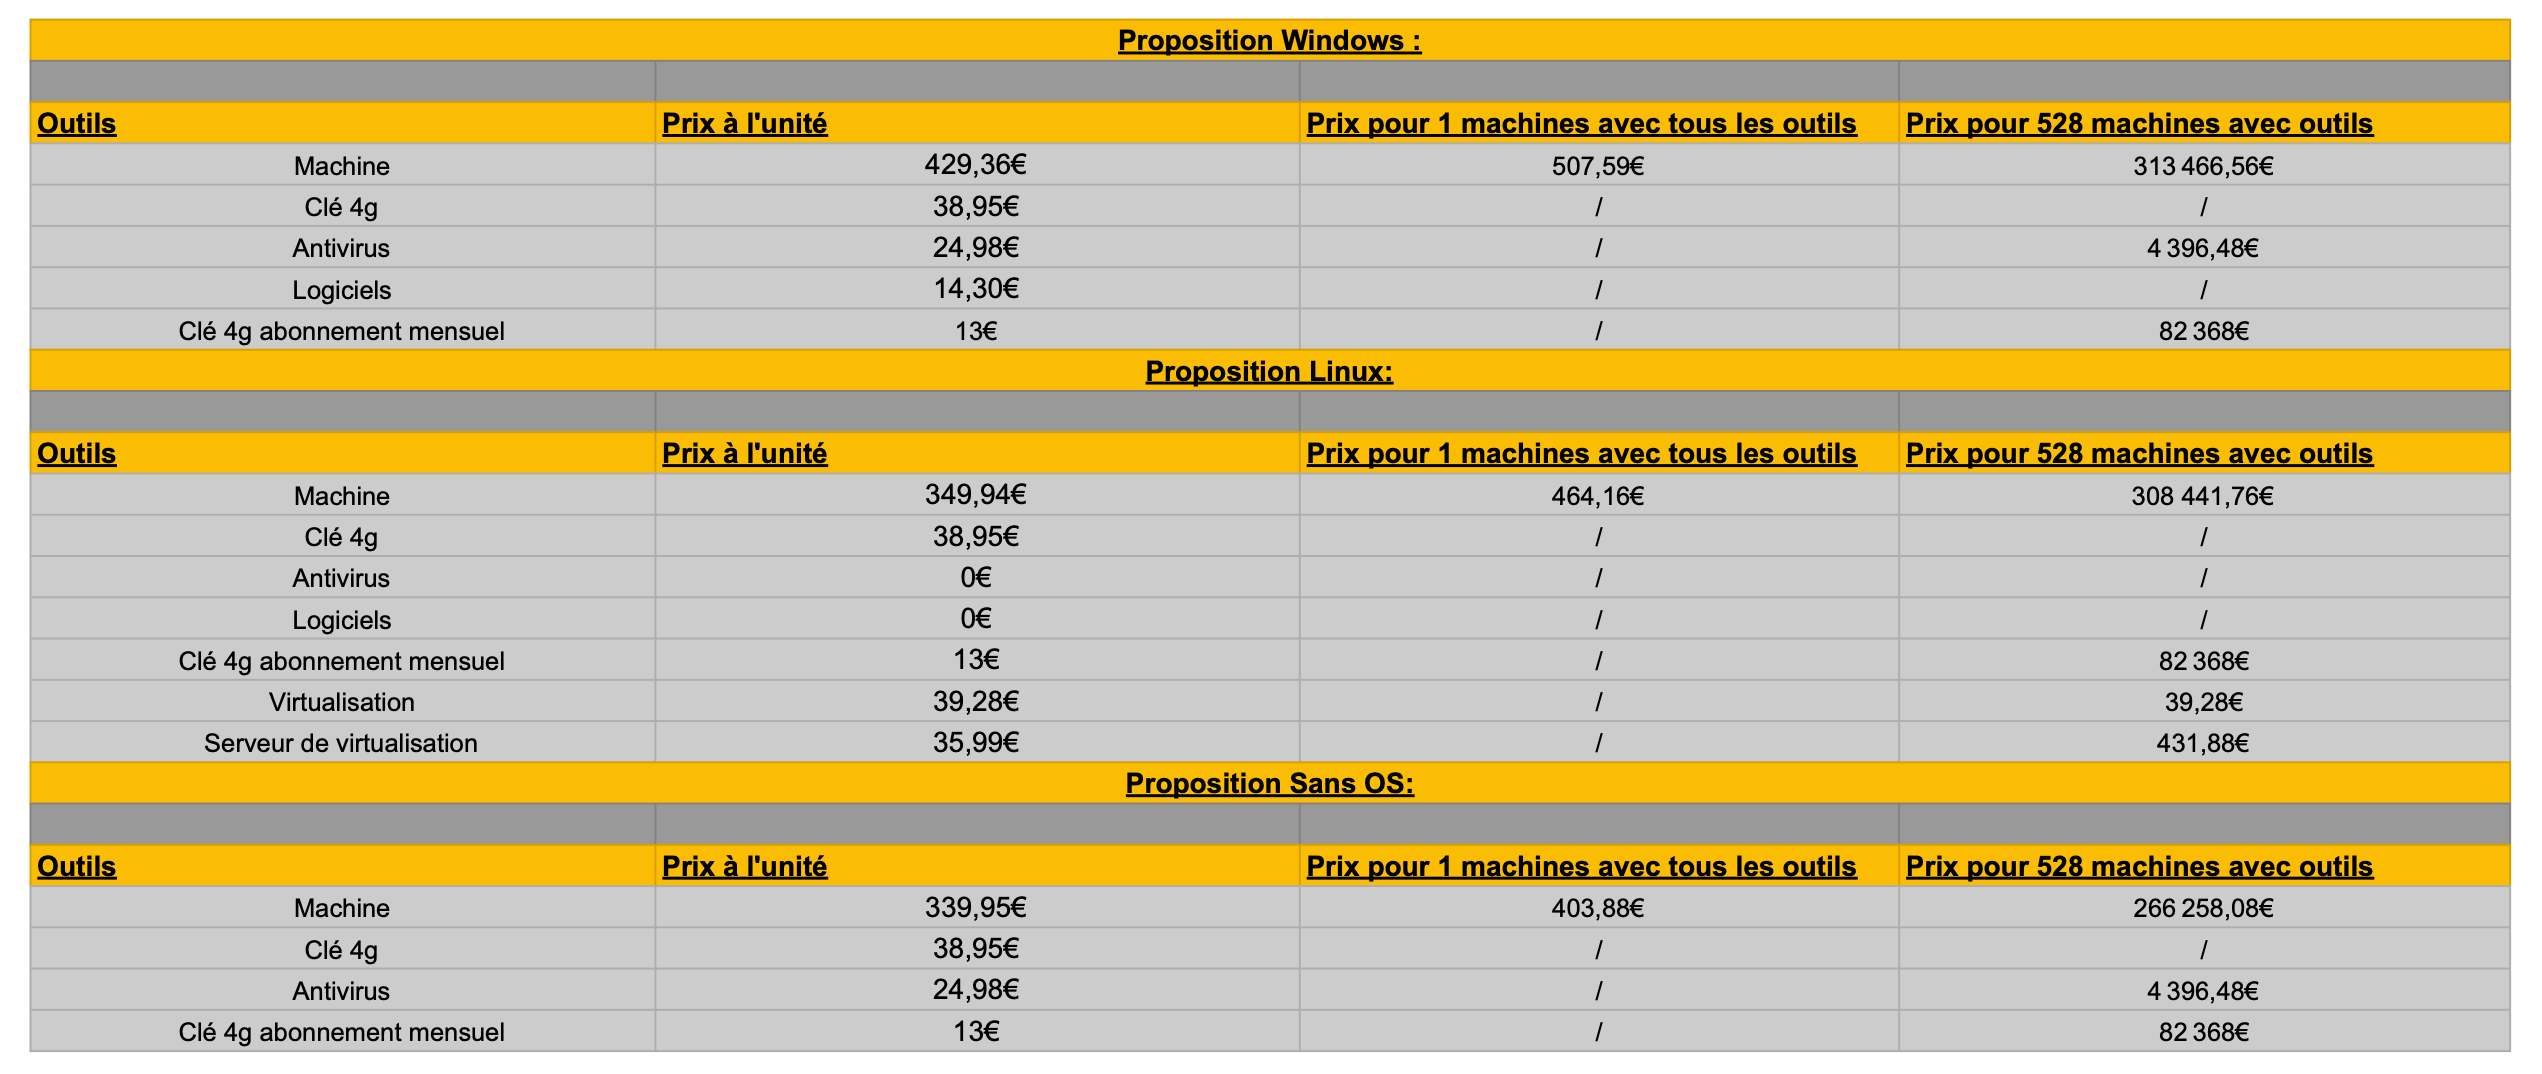 Proposition Windows :
Outils Prix à l'unité Prix pour 1 machines avec tous les outils Prix pour 528 machines avec outils
Machine 429,36€ 507,59€ 313 466,56€
Clé 4g 38,95€ / /
Antivirus 24,98€ / 4 396,48€
Logiciels 14,30€ / /
Clé 4g abonnement mensuel 13€ / 82 368€
Proposition Linux:
Outils Prix à l'unité Prix pour 1 machines avec tous les outils Prix pour 528 machines avec outils
Machine 349,94€ 464,16€ 308 441,76€
Clé 4g 38,95€ / /
Antivirus 0€ / /
Logiciels 0€ / /
Clé 4g abonnement mensuel 13€ / 82 368€
Virtualisation 39,28€ / 39,28€
Serveur de virtualisation 35,99€ / 431,88€
Proposition Sans OS:
Outils Prix à l'unité Prix pour 1 machines avec tous les outils Prix pour 528 machines avec outils
Machine 339,95€ 403,88€ 266 258,08€
Clé 4g 38,95€ / /
Antivirus 24,98€ / 4 396,48€
Clé 4g abonnement mensuel 13€ / 82 368€